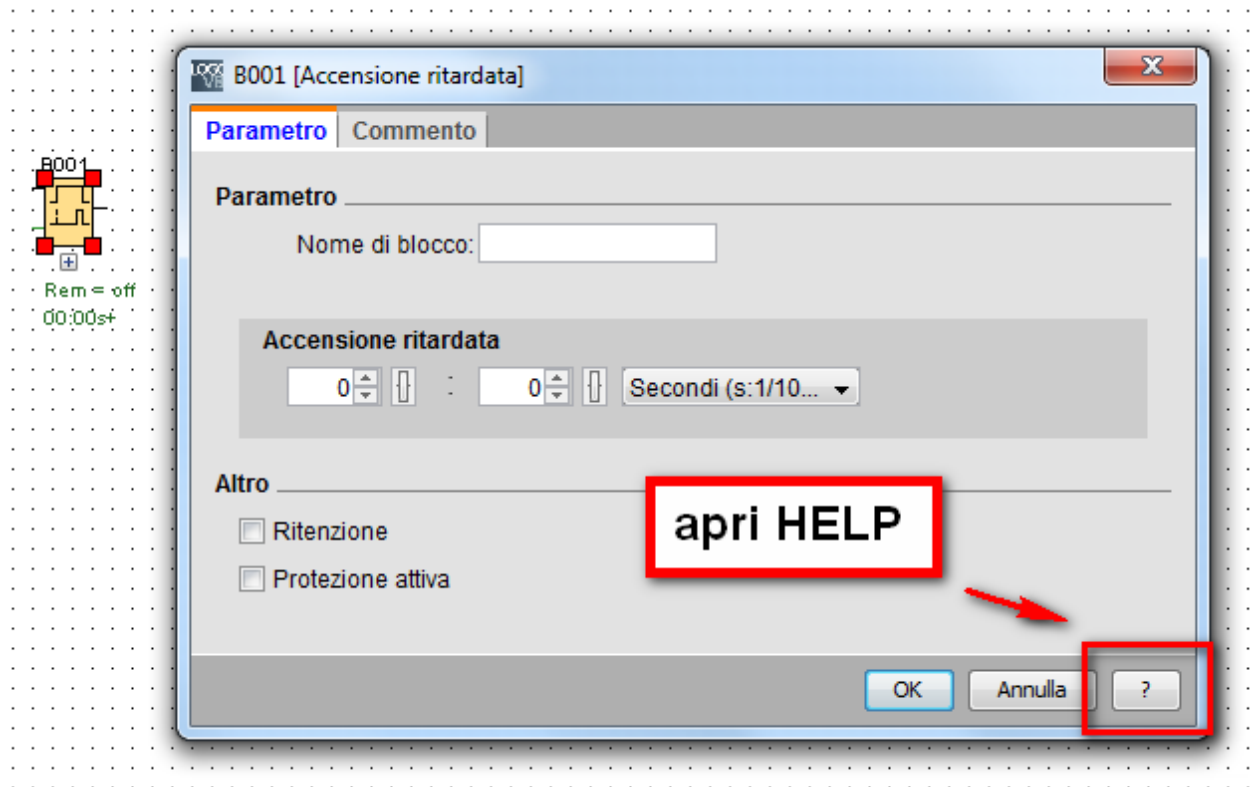 B001 [Accensione ritardata]
Parametro Commento
B001
Parametro
Nome di blocco:
Rem = off
00:00s+
Accensione ritardata
0 : 0 Secondi (s:1/10...
Altro
apri HELP
Ritenzione
Protezione attiva
OK Annulla ?